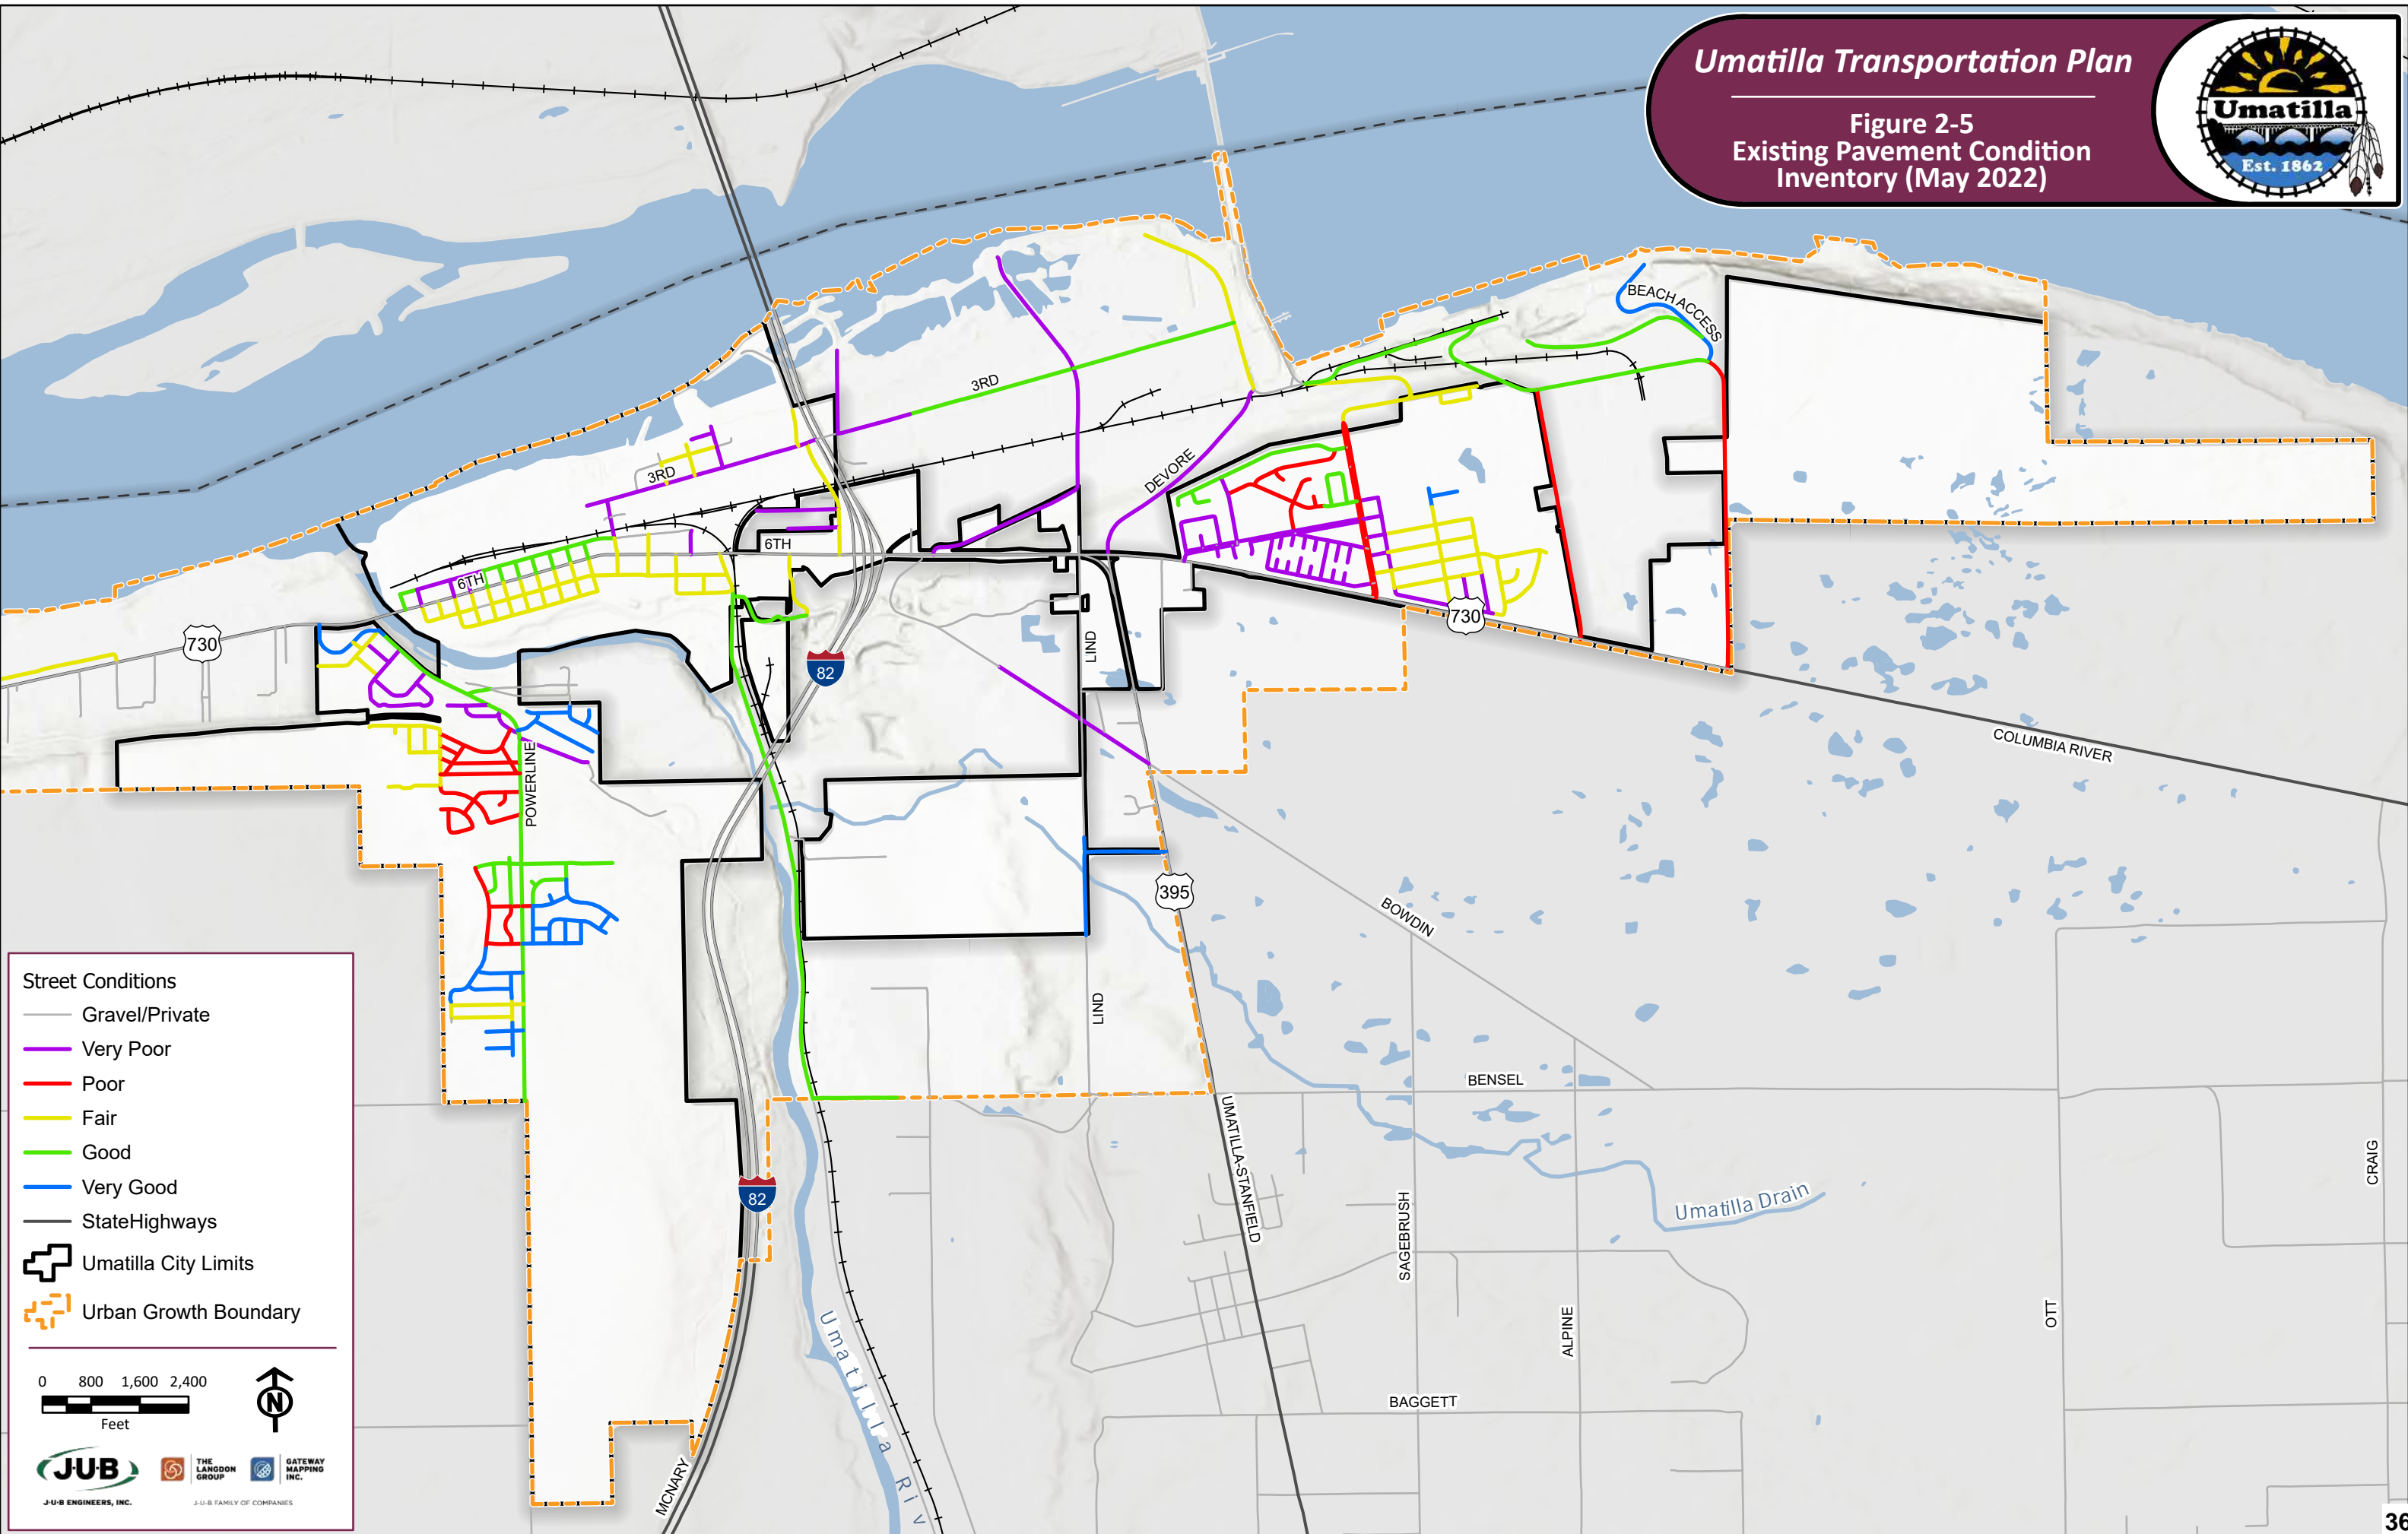 Umatilla Transportation Plan
Figure 2-5
Existing Pavement Condition
Inventory (May 2022)
Umatilla
Est. 1862
BEACH ACCESS
3RD
3RD
DEVORE
6TH
6TH
730
730
82
LIND
POWERLINE
COLUMBIA RIVER
395
BOWDIN
LIND
BENSEL
UMATILLA-STANFIELD
SAGEBRUSH
Umatilla Drain
CRAIG
82
ALPINE
OTT
BAGGETT
MCNARY
Umatilla Riv
Street Conditions
Gravel/Private
Very Poor
Poor
Fair
Good
Very Good
StateHighways
Umatilla City Limits
Urban Growth Boundary
0 800 1,600 2,400
Feet
N
J·U·B
J·U·B ENGINEERS, INC.
THE
LANGDON
GROUP
GATEWAY
MAPPING
INC.
J·U·B FAMILY OF COMPANIES
36